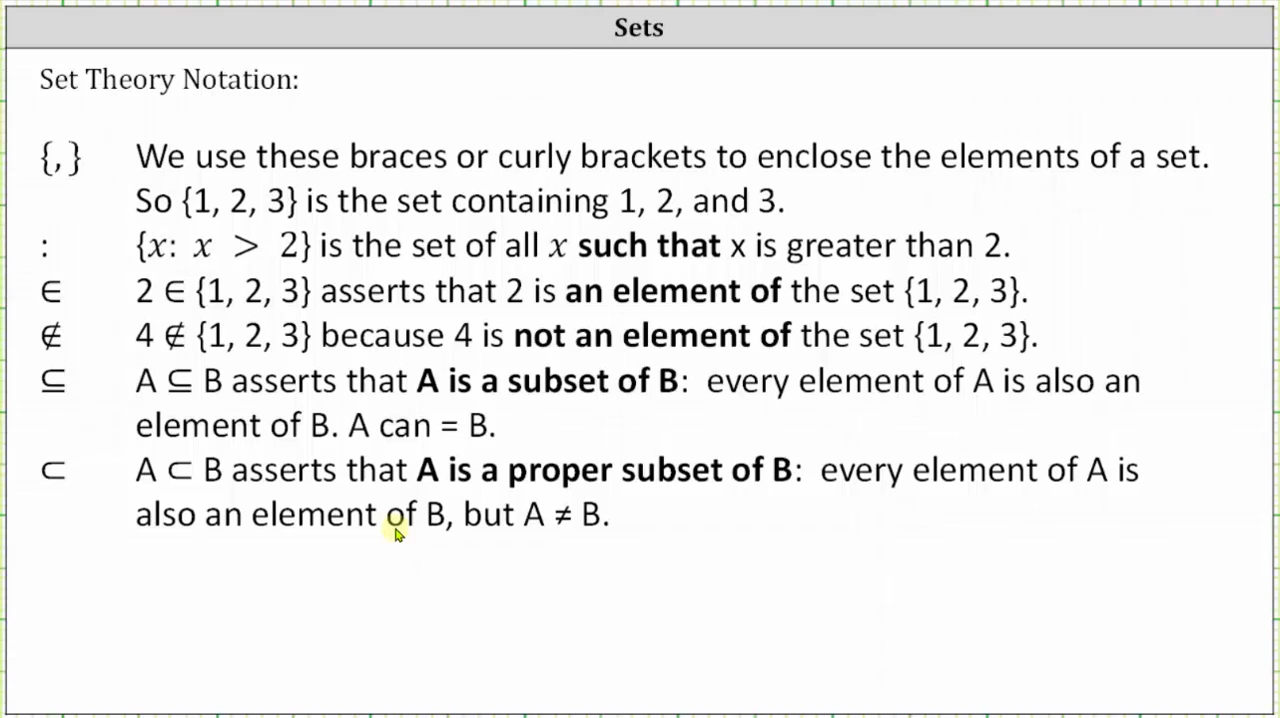 Sets
Set Theory Notation:
{,} We use these braces or curly brackets to enclose the elements of a set.
So {1, 2, 3} is the set containing 1, 2, and 3.
: {x: x > 2} is the set of all x such that x is greater than 2.
∈ 2 ∈ {1, 2, 3} asserts that 2 is an element of the set {1, 2, 3}.
∉ 4 ∉ {1, 2, 3} because 4 is not an element of the set {1, 2, 3}.
⊆ A ⊆ B asserts that A is a subset of B: every element of A is also an
element of B. A can = B.
⊂ A ⊂ B asserts that A is a proper subset of B: every element of A is
also an element of B, but A ≠ B.